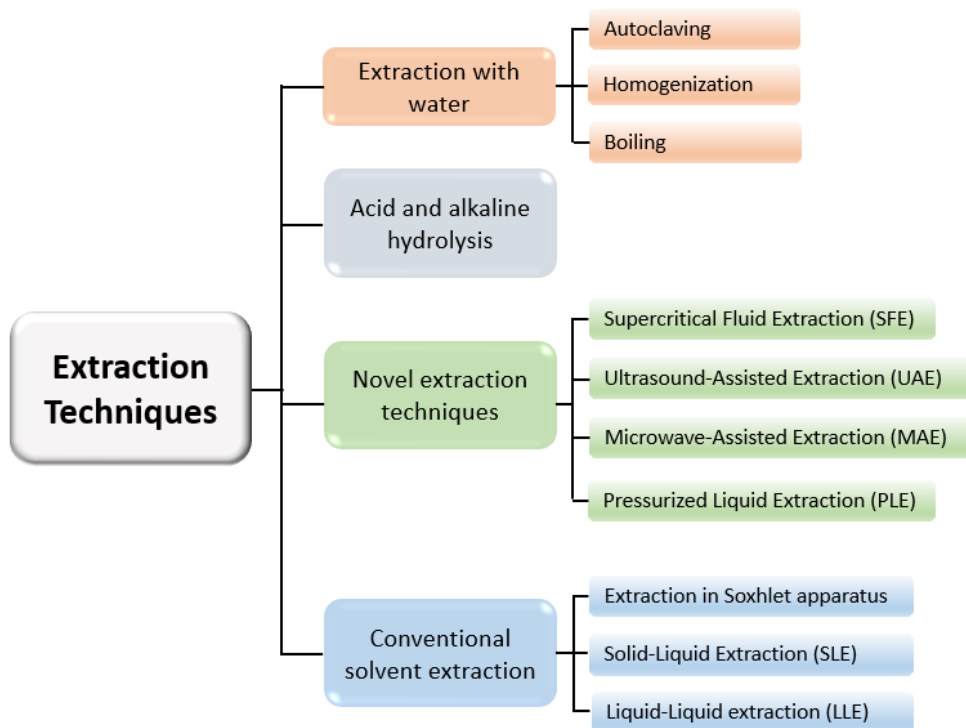 Extraction
Techniques
Extraction with
water
Autoclaving
Homogenization
Boiling
Acid and alkaline
hydrolysis
Novel extraction
techniques
Supercritical Fluid Extraction (SFE)
Ultrasound-Assisted Extraction (UAE)
Microwave-Assisted Extraction (MAE)
Pressurized Liquid Extraction (PLE)
Conventional
solvent extraction
Extraction in Soxhlet apparatus
Solid-Liquid Extraction (SLE)
Liquid-Liquid extraction (LLE)